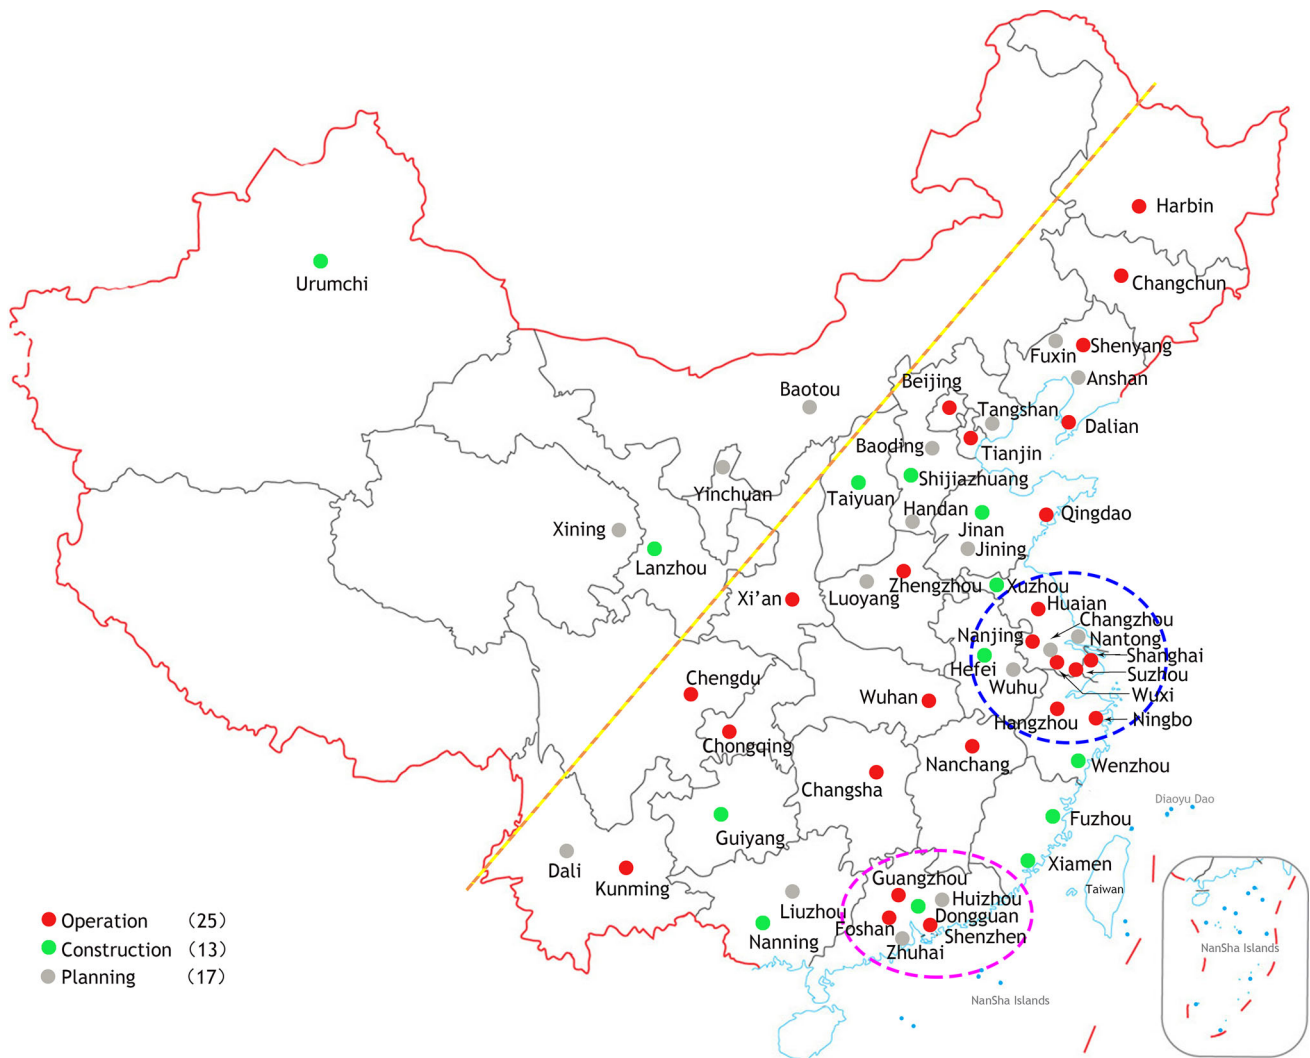 Harbin
Urumchi
Changchun
Fuxin
Shenyang
Anshan
Beijing
Baotou
Tangshan
Dalian
Baoding
Tianjin
Shijiazhuang
Yinchuan
Taiyuan
Handan
Qingdao
Jinan
Xining
Jining
Lanzhou
Zhengzhou
Xuzhou
Luoyang
Xi’an
Huaian
Changzhou
Nanjing
Nantong
Shanghai
Hefei
Suzhou
Chengdu
Wuhu
Wuxi
Wuhan
Hangzhou
Ningbo
Chongqing
Nanchang
Wenzhou
Changsha
Diaoyu Dao
Fuzhou
Guiyang
Xiamen
Dali
Kunming
Guangzhou
Taiwan
Huizhou
Liuzhou
Dongguan
Foshan
Shenzhen
Nanning
Zhuhai
NanSha Islands
NanSha Islands
Operation (25)
Construction (13)
Planning (17)